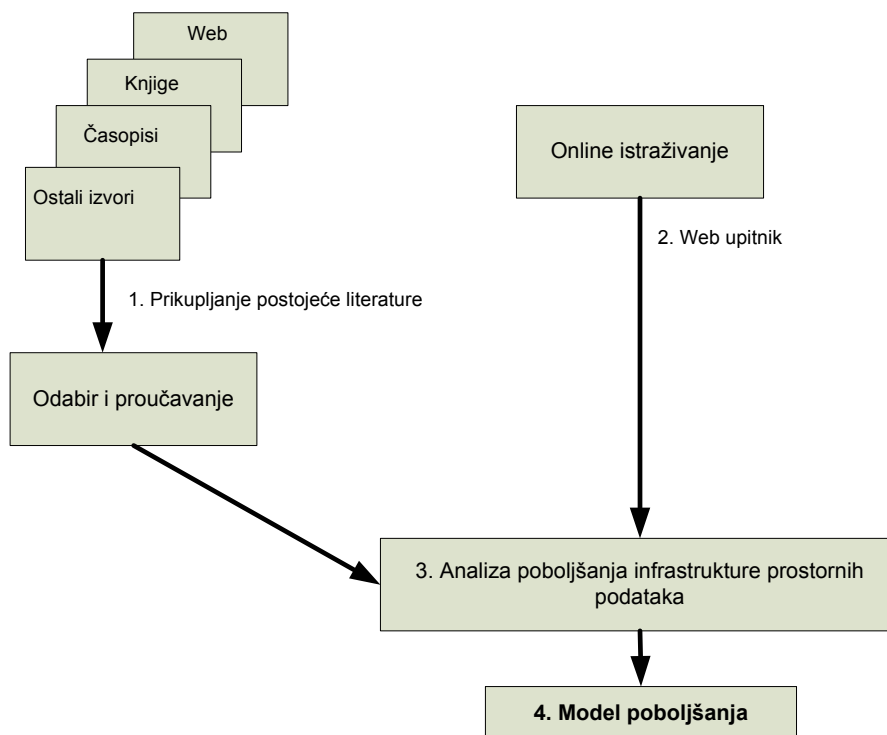 Web
Knjige
Časopisi
Ostali izvori
Online istraživanje
2. Web upitnik
1. Prikupljanje postojeće literature
Odabir i proučavanje
3. Analiza poboljšanja infrastrukture prostornih
podataka
4. Model poboljšanja